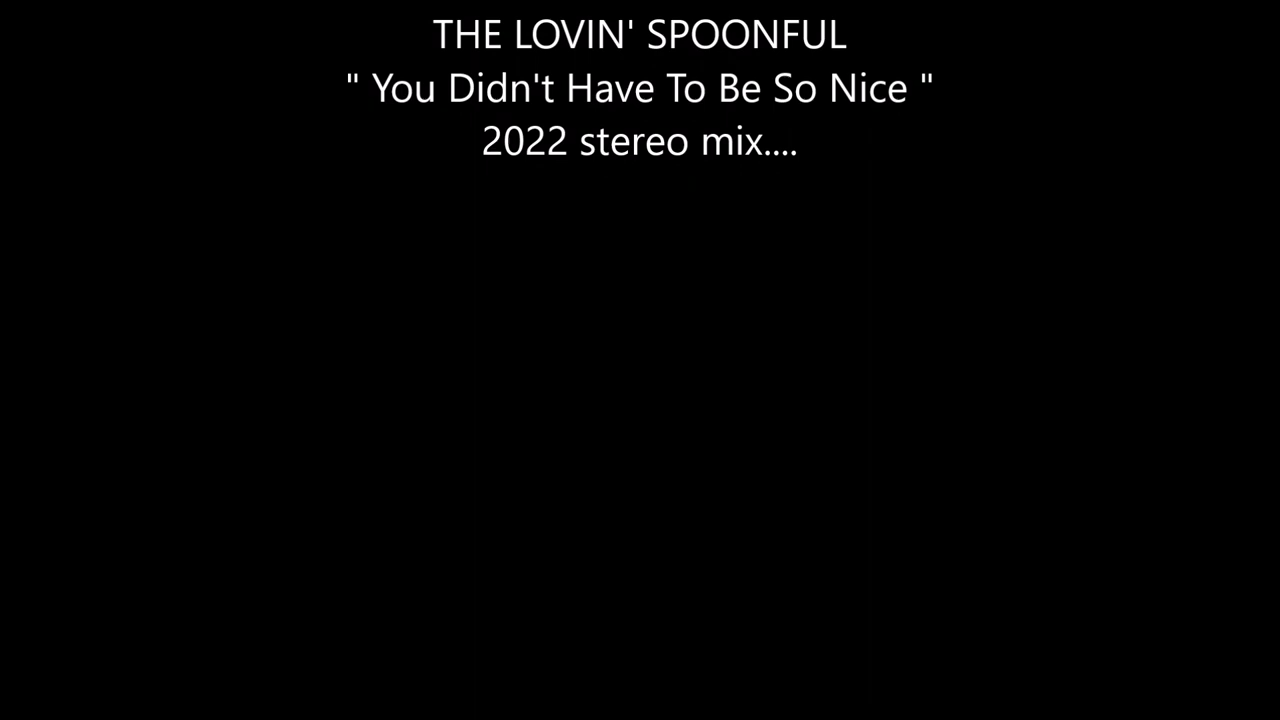 THE LOVIN' SPOONFUL
" You Didn't Have To Be So Nice "
2022 stereo mix....